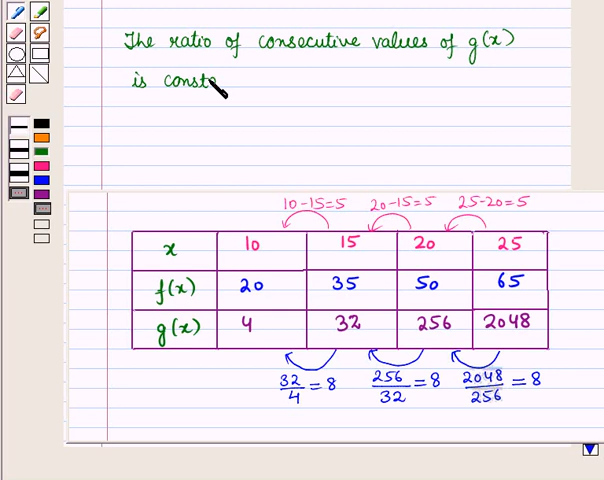 The ratio of consecutive values of g(x)
is consta
10-15=5 20-15=5 25-20=5
x 10 15 20 25
f(x) 20 35 50 65
g(x) 4 32 256 2048
32/4=8 256/32=8 2048/256=8